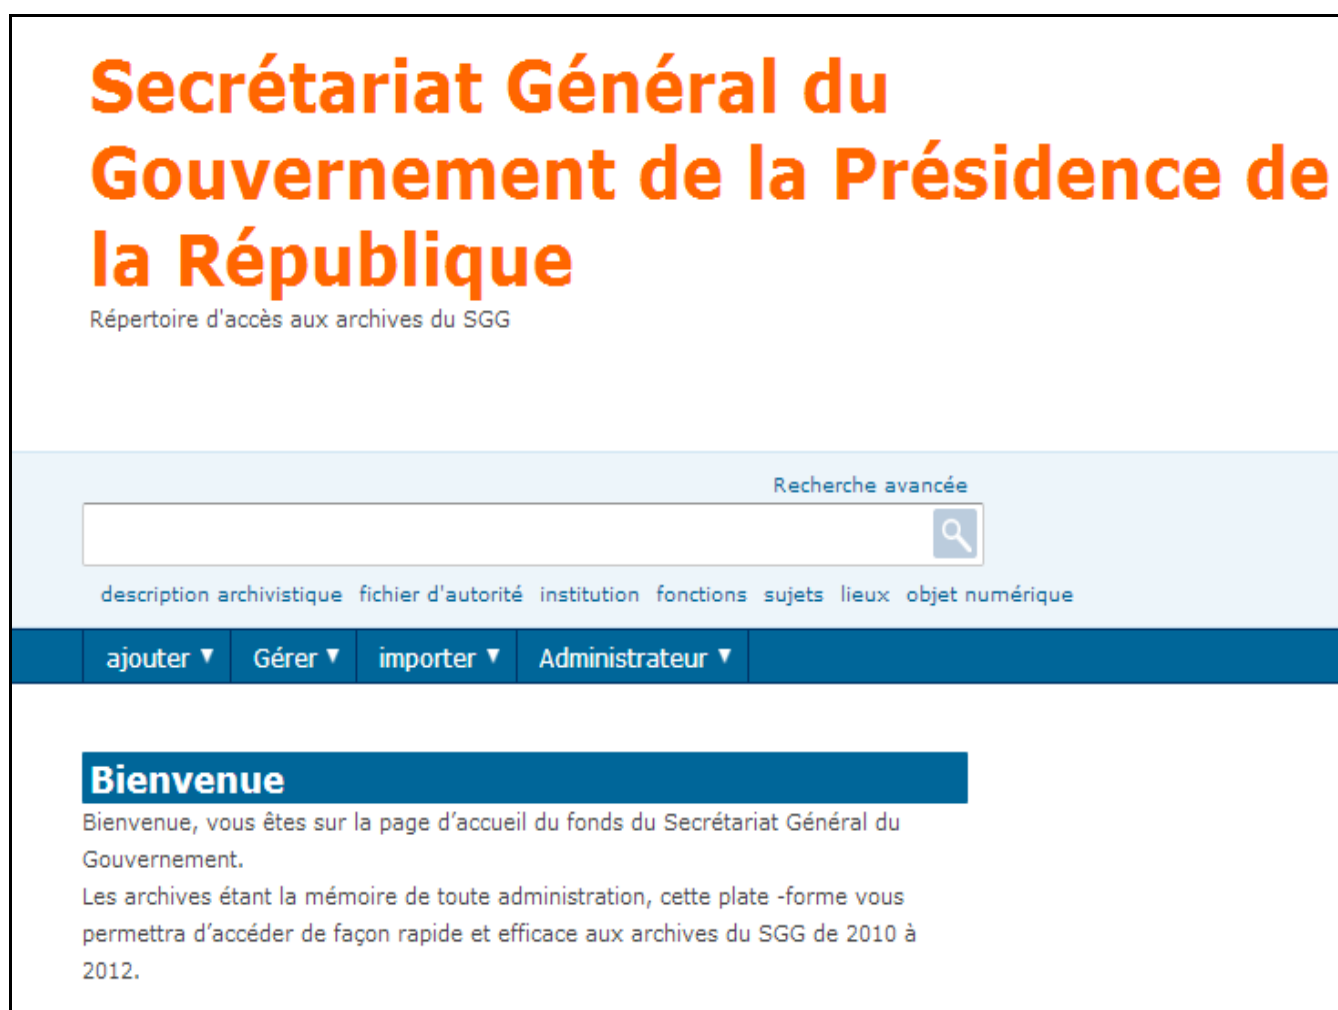 Secrétariat Général du
Gouvernement de la Présidence de
la République
Répertoire d'accès aux archives du SGG
Recherche avancée
description archivistique fichier d'autorité institution fonctions sujets lieux objet numérique
ajouter ▼ Gérer ▼ importer ▼ Administrateur ▼
Bienvenue
Bienvenue, vous êtes sur la page d’accueil du fonds du Secrétariat Général du
Gouvernement.
Les archives étant la mémoire de toute administration, cette plate -forme vous
permettra d’accéder de façon rapide et efficace aux archives du SGG de 2010 à
2012.